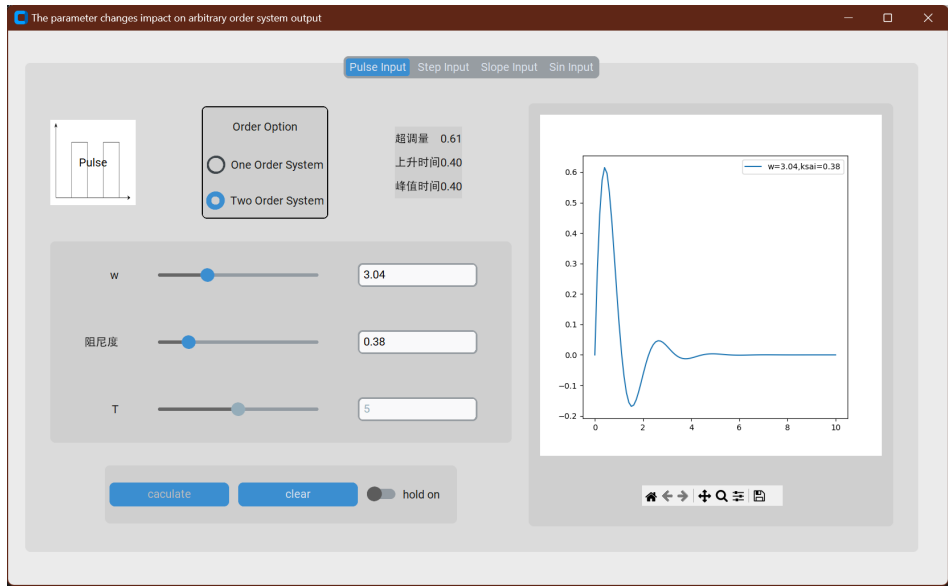 The parameter changes impact on arbitrary order system output
Pulse Input Step Input Slope Input Sin Input
Pulse
Order Option
One Order System
Two Order System
超调量 0.61
上升时间0.40
峰值时间0.40
w
3.04
阻尼度
0.38
T
5
caculate
clear
hold on
w=3.04,ksai=0.38
0.6
0.5
0.4
0.3
0.2
0.1
0.0
−0.1
−0.2
0 2 4 6 8 10